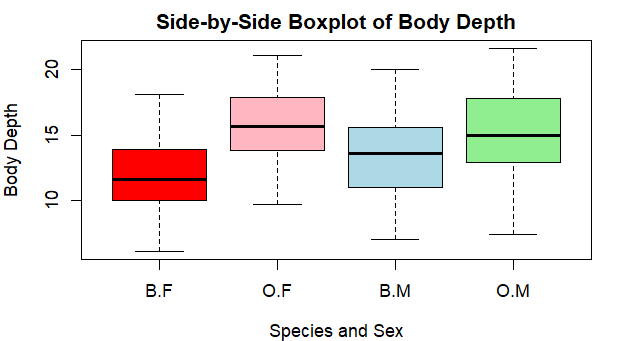 Side-by-Side Boxplot of Body Depth
Body Depth
20
15
10
B.F O.F B.M O.M
Species and Sex